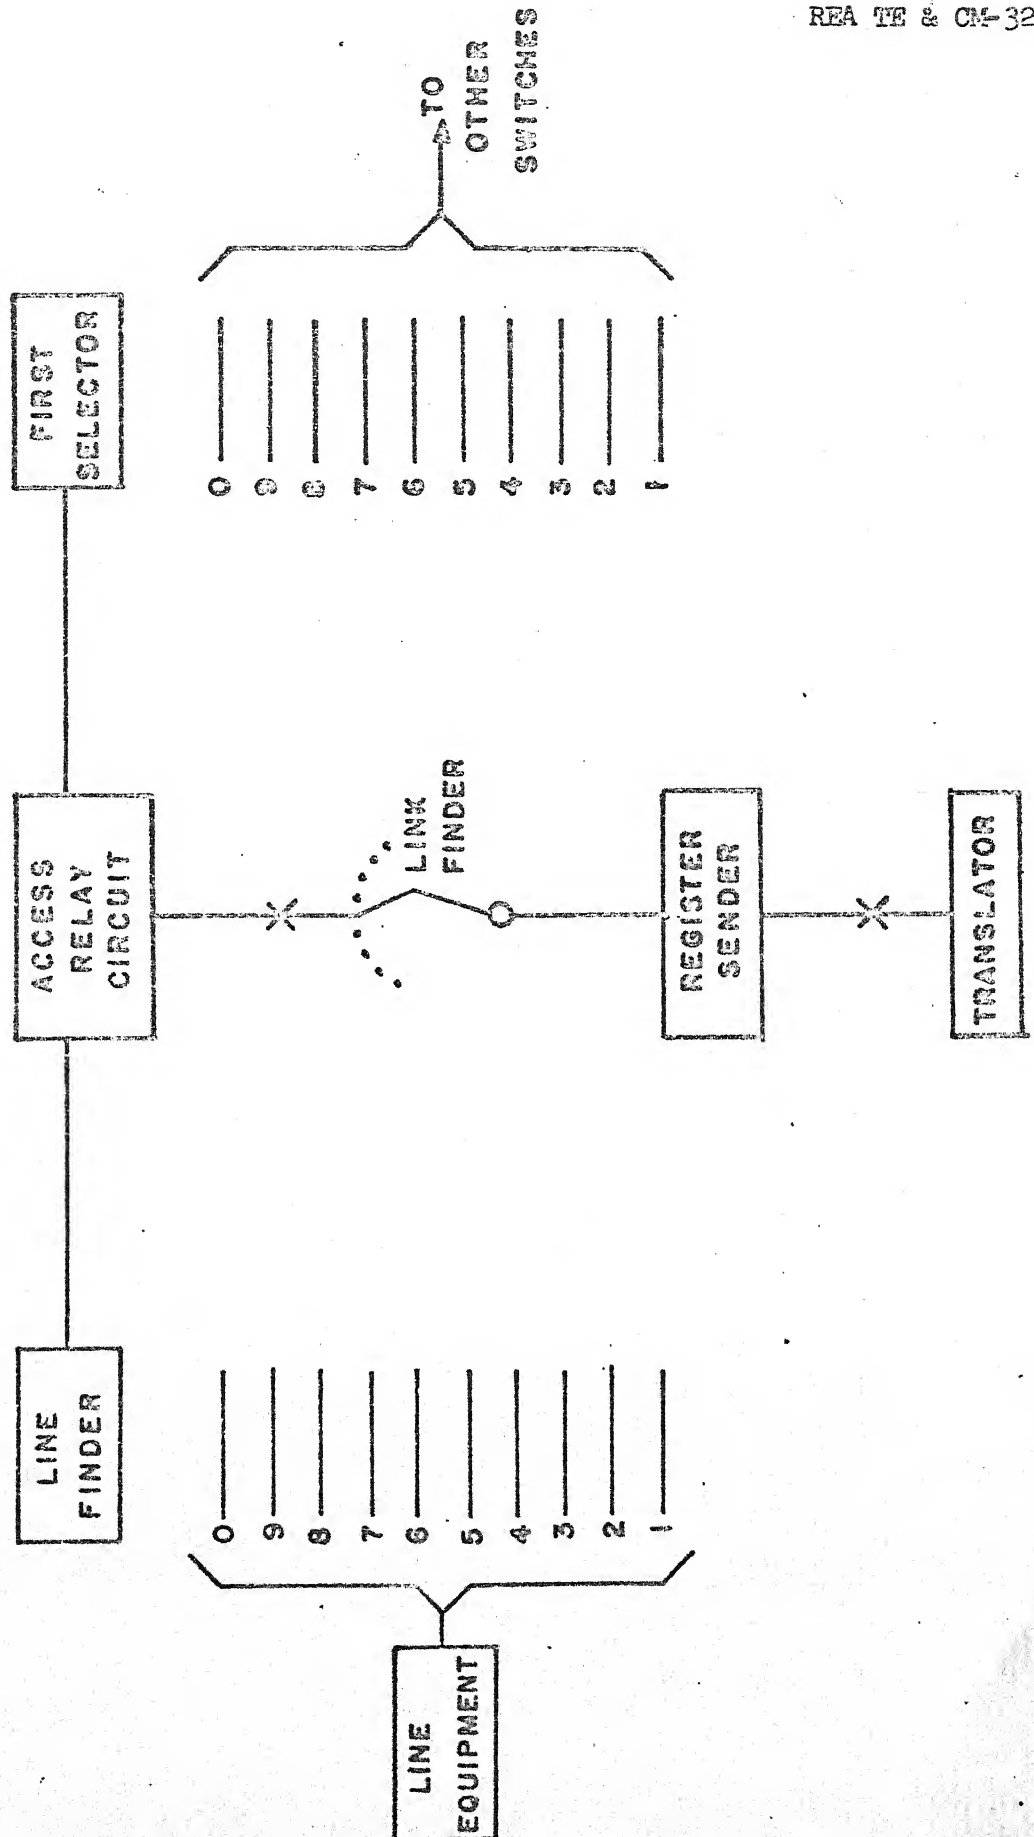 REA TE & CM-32
LINE
EQUIPMENT
LINE
FINDER
0
9
8
7
6
5
4
3
2
1
ACCESS
RELAY
CIRCUIT
LINK
FINDER
REGISTER
SENDER
TRANSLATOR
FIRST
SELECTOR
0
9
8
7
6
5
4
3
2
1
TO
OTHER
SWITCHES